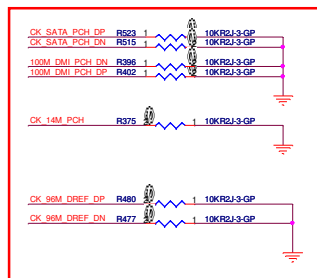 CK_SATA_PCH_DP R523 1 10KR2J-3-GP
CK_SATA_PCH_DN R515 1 10KR2J-3-GP
100M_DMI_PCH_DN R396 1 10KR2J-3-GP
100M_DMI_PCH_DP R402 1 10KR2J-3-GP
CK_14M_PCH R375 1 10KR2J-3-GP
CK_96M_DREF_DP R480 1 10KR2J-3-GP
CK_96M_DREF_DN R477 1 10KR2J-3-GP